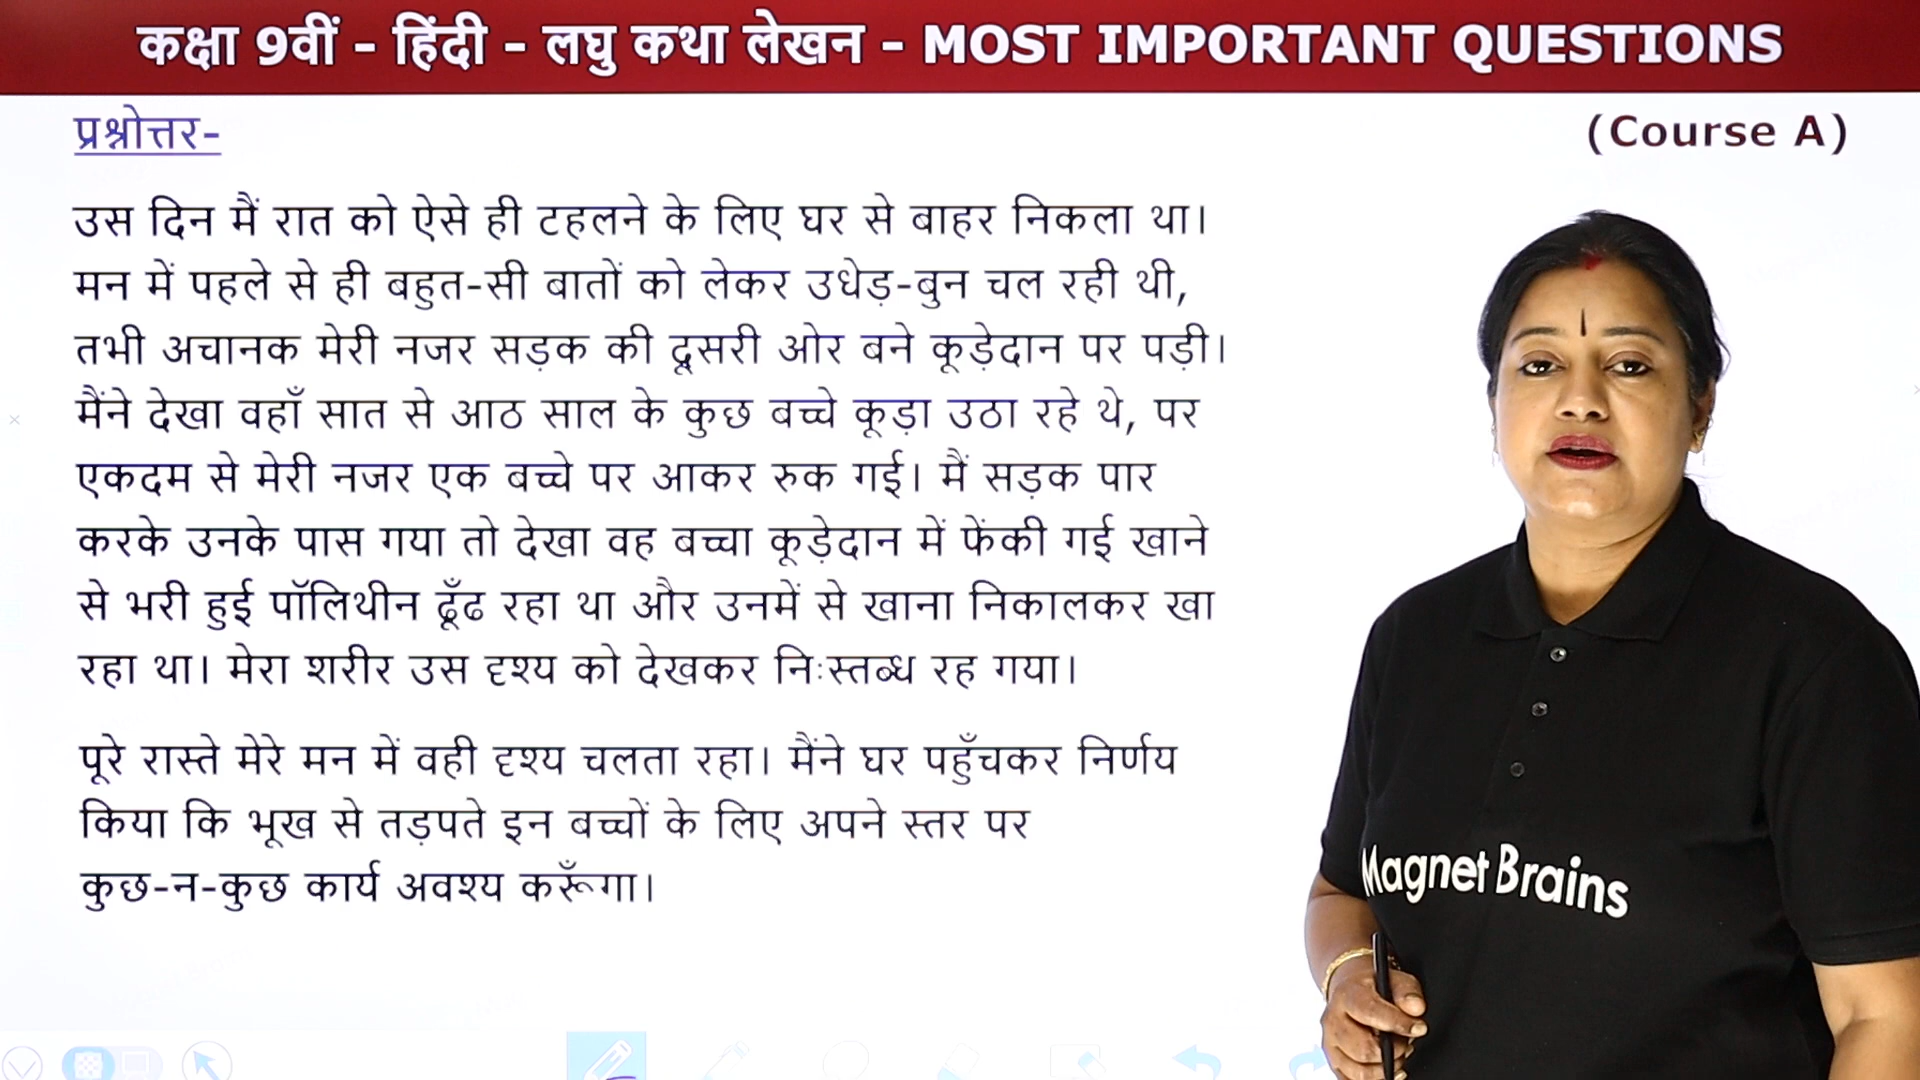 कक्षा 9वीं - हिंदी - लघु कथा लेखन - MOST IMPORTANT QUESTIONS
प्रश्नोत्तर-
(Course A)
उस दिन मैं रात को ऐसे ही टहलने के लिए घर से बाहर निकला था।
मन में पहले से ही बहुत-सी बातों को लेकर उधेड़-बुन चल रही थी,
तभी अचानक मेरी नजर सड़क की दूसरी ओर बने कूड़ेदान पर पड़ी।
मैंने देखा वहाँ सात से आठ साल के कुछ बच्चे कूड़ा उठा रहे थे, पर
एकदम से मेरी नजर एक बच्चे पर आकर रुक गई। मैं सड़क पार
करके उनके पास गया तो देखा वह बच्चा कूड़ेदान में फेंकी गई खाने
से भरी हुई पॉलिथीन ढूँढ रहा था और उनमें से खाना निकालकर खा
रहा था। मेरा शरीर उस दृश्य को देखकर निःस्तब्ध रह गया।
पूरे रास्ते मेरे मन में वही दृश्य चलता रहा। मैंने घर पहुँचकर निर्णय
किया कि भूख से तड़पते इन बच्चों के लिए अपने स्तर पर
कुछ-न-कुछ कार्य अवश्य करूँगा।
Magnet Brains